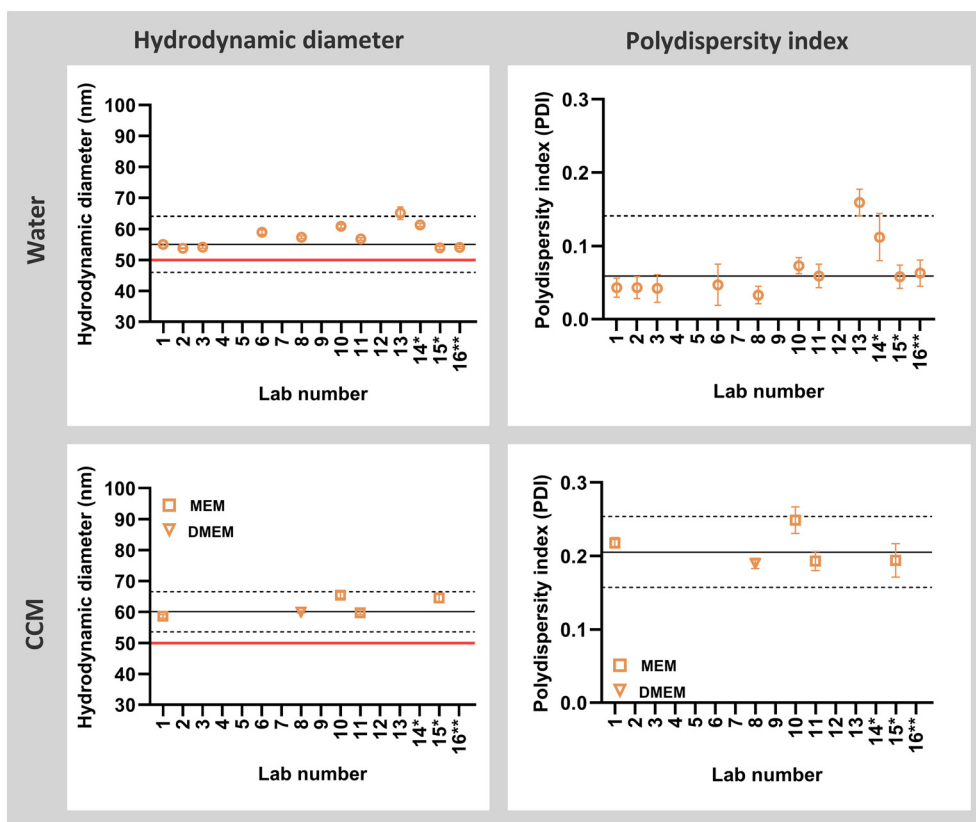 Hydrodynamic diameter
Polydispersity index
Water
Hydrodynamic diameter (nm)
100
90
80
70
60
50
40
30
1 2 3 4 5 6 7 8 9 10 11 12 13 14* 15* 16**
Lab number
Polydispersity index (PDI)
0.3
0.2
0.1
0.0
1 2 3 4 5 6 7 8 9 10 11 12 13 14* 15* 16**
Lab number
CCM
Hydrodynamic diameter (nm)
100
90
80
70
60
50
40
30
MEM
DMEM
1 2 3 4 5 6 7 8 9 10 11 12 13 14* 15* 16**
Lab number
Polydispersity index (PDI)
0.3
0.2
0.1
0.0
MEM
DMEM
1 2 3 4 5 6 7 8 9 10 11 12 13 14* 15* 16**
Lab number